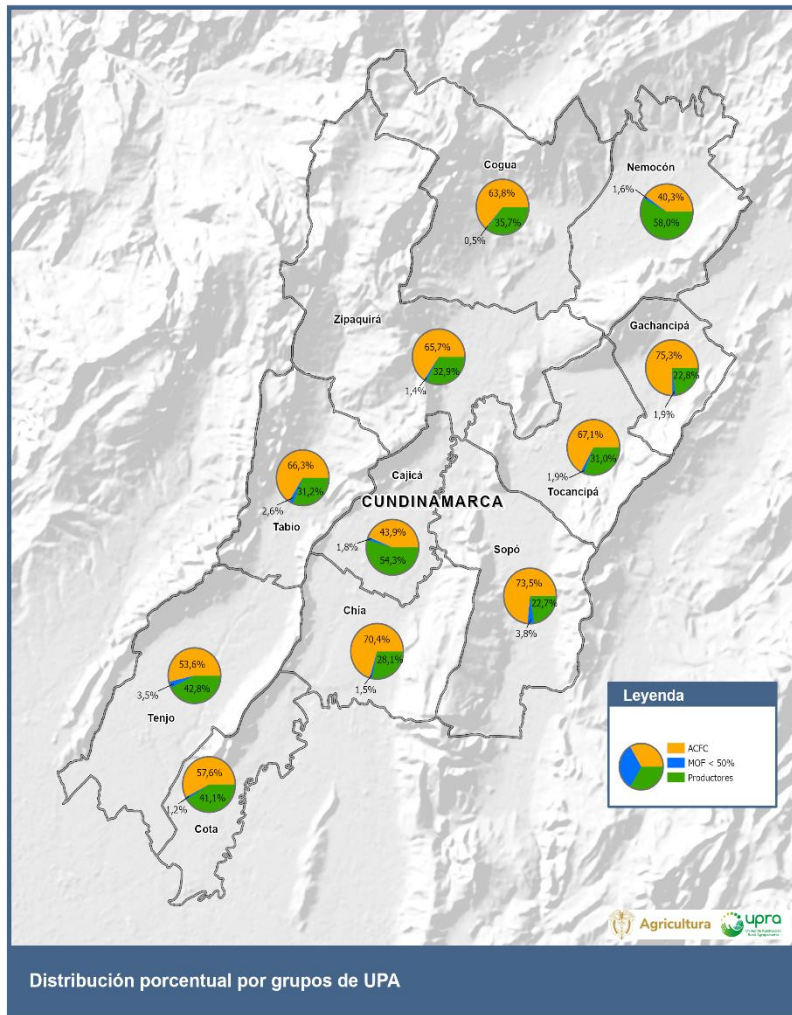 Cogua
63,8%
35,7%
0,5%
Nemocón
1,6%
40,3%
58,0%
Zipaquirá
65,7%
32,9%
1,4%
Gachancipá
75,3%
22,8%
1,9%
67,1%
31,0%
1,9%
Tocancipá
66,3%
31,2%
2,6%
Tabio
Cajicá
CUNDINAMARCA
43,9%
1,8%
54,3%
Sopó
73,5%
22,7%
3,8%
Chía
70,4%
28,1%
1,5%
53,6%
3,5%
42,8%
Tenjo
57,6%
41,1%
1,2%
Cota
Leyenda
ACFC
MOF < 50%
Productores
Agricultura
upra
Distribución porcentual por grupos de UPA